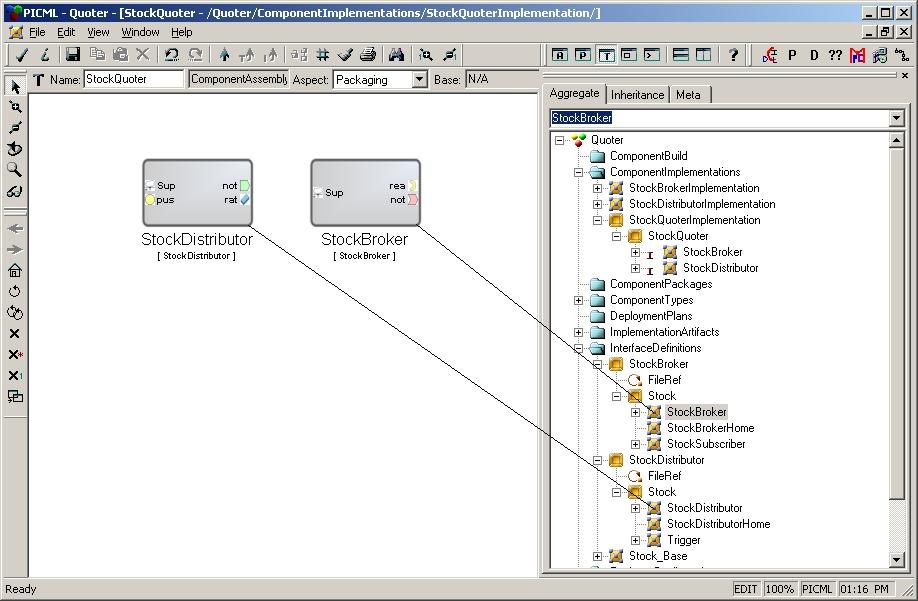 PICML - Quoter - [StockQuoter - /Quoter/ComponentImplementations/StockQuoterImplementation/]
File Edit View Window Help
A P T ? P D ??
Name: StockQuoter ComponentAssembly Aspect: Packaging Base: N/A
Aggregate Inheritance Meta
StockBroker
Quoter
ComponentBuild
ComponentImplementations
StockBrokerImplementation
StockDistributorImplementation
StockQuoterImplementation
StockQuoter
StockBroker
StockDistributor
ComponentPackages
ComponentTypes
DeploymentPlans
ImplementationArtifacts
InterfaceDefinitions
StockBroker
FileRef
Stock
StockBroker
StockBrokerHome
StockSubscriber
StockDistributor
FileRef
Stock
StockDistributor
StockDistributorHome
Trigger
Stock_Base
Sup not
pus rat
StockDistributor
[ StockDistributor ]
Sup rea
not
StockBroker
[ StockBroker ]
Ready EDIT 100% PICML 01:16 PM